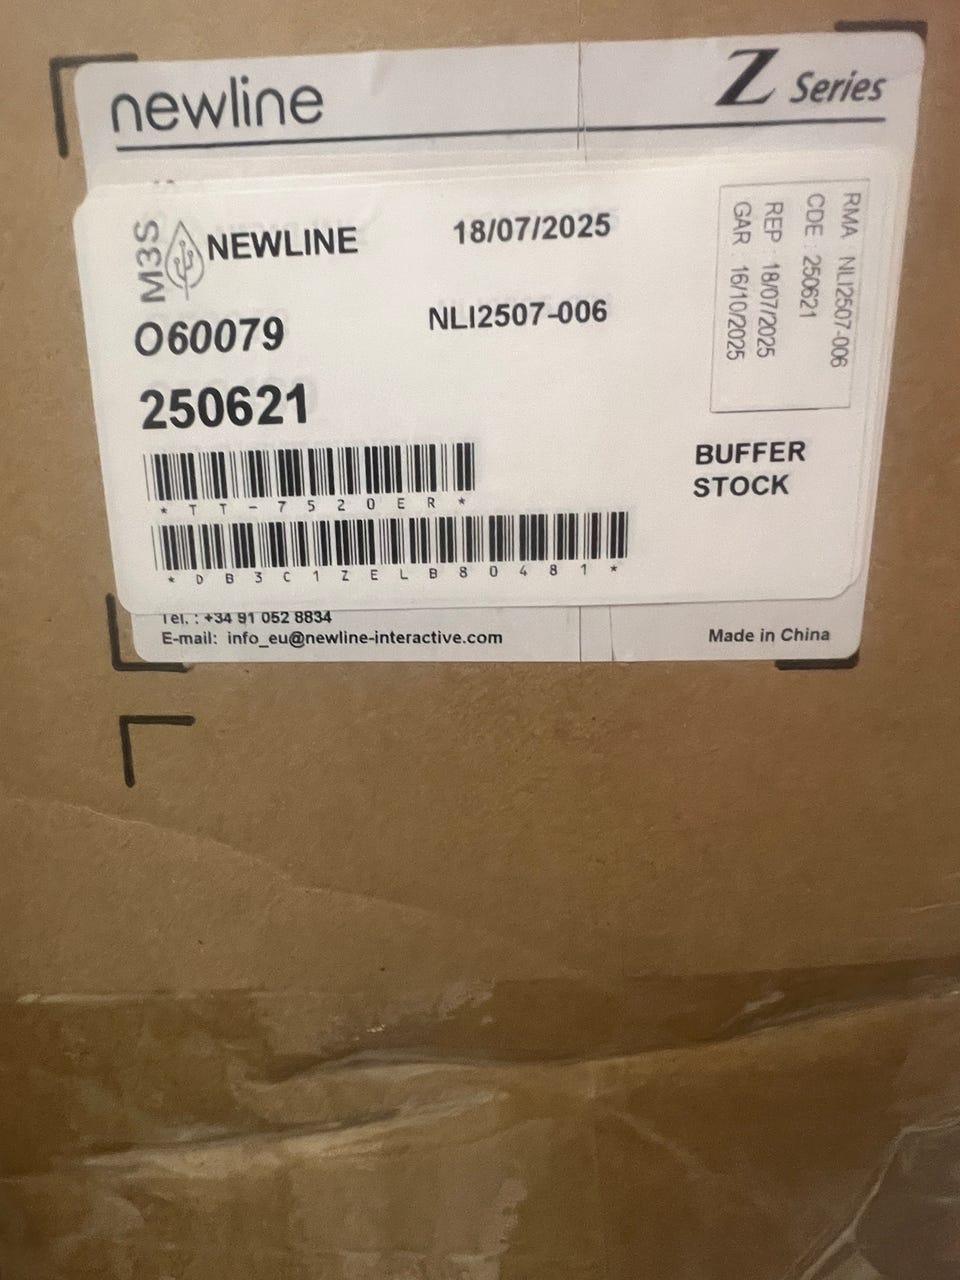 newline
Z Series
M3S
NEWLINE
18/07/2025
O60079
NLI2507-006
250621
*TT-7520ER*
*DB3C1ZELB80481*
RMA : NLI2507-006
CDE : 250621
REP : 18/07/2025
GAR : 16/10/2025
BUFFER
STOCK
Tel. : +34 91 052 8834
E-mail: info_eu@newline-interactive.com
Made in China